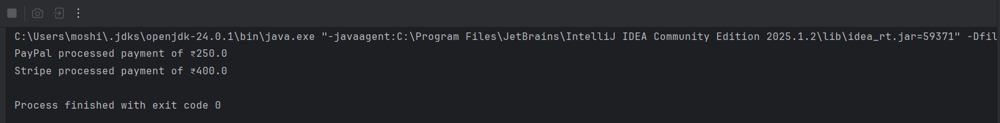 C:\Users\moshi\.jdks\openjdk-24.0.1\bin\java.exe "-javaagent:C:\Program Files\JetBrains\IntelliJ IDEA Community Edition 2025.1.2\lib\idea_rt.jar=59371" -Dfil
PayPal processed payment of ₹250.0
Stripe processed payment of ₹400.0
Process finished with exit code 0